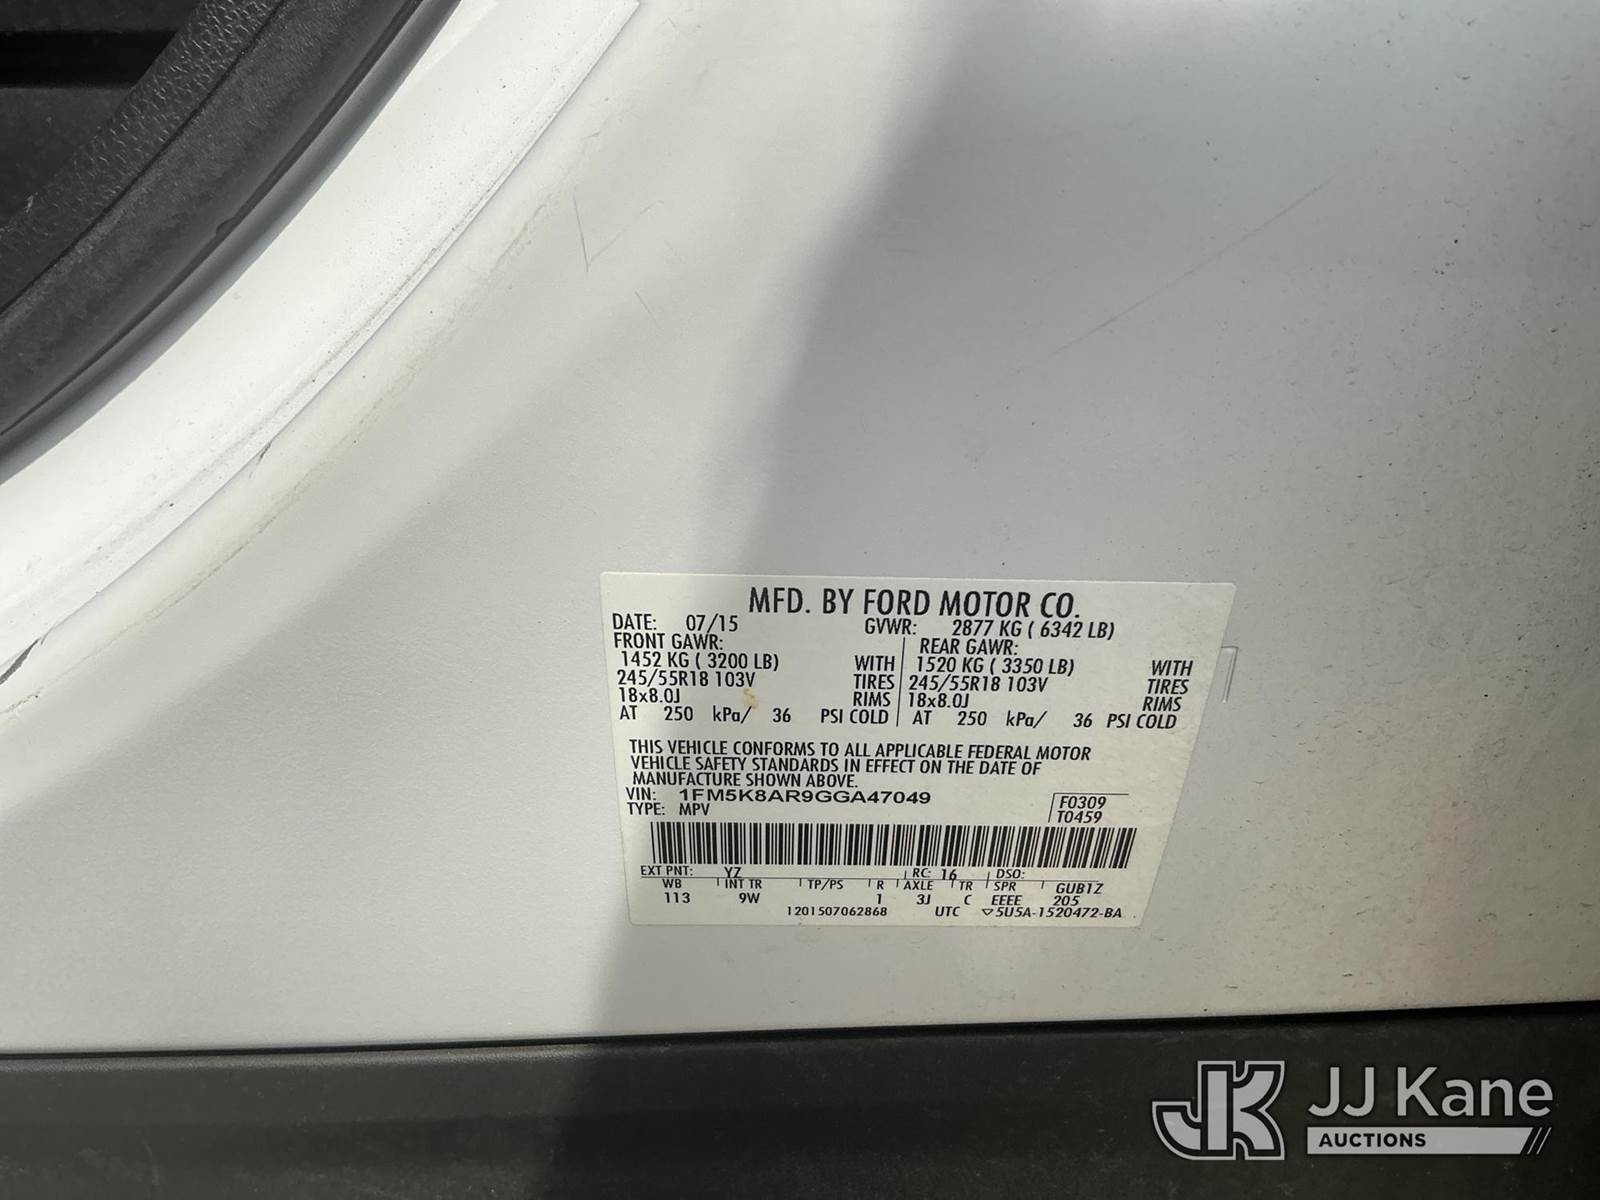 MFD. BY FORD MOTOR CO.
DATE: 07/15 GVWR: 2877 KG ( 6342 LB)
FRONT GAWR: REAR GAWR:
1452 KG ( 3200 LB) WITH 1520 KG ( 3350 LB) WITH
245/55R18 103V TIRES 245/55R18 103V TIRES
18x8.0J RIMS 18x8.0J RIMS
AT 250 kPa/ 36 PSI COLD AT 250 kPa/ 36 PSI COLD
THIS VEHICLE CONFORMS TO ALL APPLICABLE FEDERAL MOTOR
VEHICLE SAFETY STANDARDS IN EFFECT ON THE DATE OF
MANUFACTURE SHOWN ABOVE.
VIN: 1FM5K8AR9GGA47049 F0309
TYPE: MPV T0459
EXT PNT: YZ RC: 16 DSO:
WB INT TR TP/PS R AXLE TR SPR GUB1Z
113 9W 1 3J C EEEE 205
1201507062868 UTC ▽5U5A-1520472-BA
JK JJ Kane
AUCTIONS